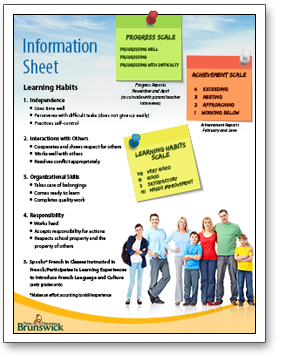 Information
Sheet
Learning Habits
1. Independence
• Uses time well
• Perseveres with difficult tasks (does not give up easily)
• Practices self-control
2. Interactions with Others
• Cooperates and shows respect for others
• Works well with others
• Resolves conflict appropriately
3. Organizational Skills
• Takes care of belongings
• Comes ready to learn
• Completes quality work
4. Responsibility
• Works hard
• Accepts responsibility for actions
• Respects school property and the
property of others
5. Speaks* French in Classes Instructed in
French/Participates in Learning Experiences
to Introduce French Language and Culture
(early grades only)
*Makes an effort according to skill/experience
PROGRESS SCALE
PROGRESSING WELL
PROGRESSING
PROGRESSING WITH DIFFICULTY
Progress Reports
November and April
(to coincide with parent/teacher
interviews)
ACHIEVEMENT SCALE
4 EXCEEDING
3 MEETING
2 APPROACHING
1 WORKING BELOW
Achievement Reports
February and June
LEARNING HABITS
SCALE
VG VERY GOOD
G GOOD
S SATISFACTORY
NI NEEDS IMPROVEMENT
Brunswick